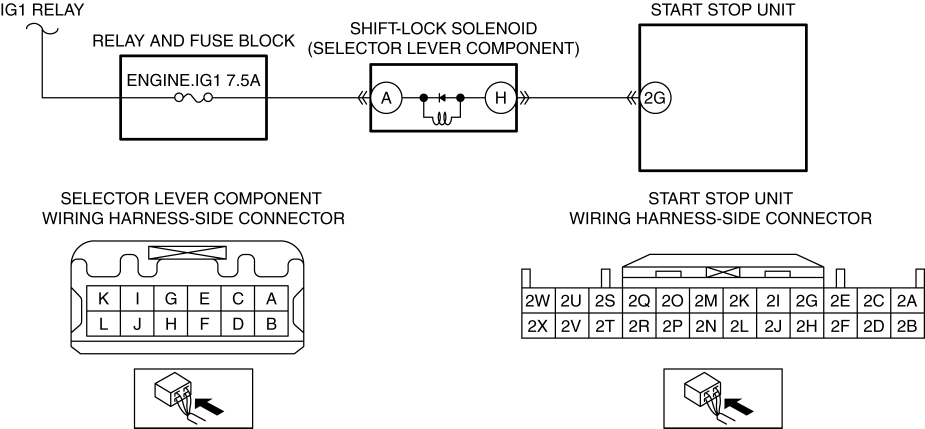 IG1 RELAY
RELAY AND FUSE BLOCK
ENGINE.IG1 7.5A
SHIFT-LOCK SOLENOID
(SELECTOR LEVER COMPONENT)
A
H
START STOP UNIT
2G
SELECTOR LEVER COMPONENT
WIRING HARNESS-SIDE CONNECTOR
K I G E C A
L J H F D B
START STOP UNIT
WIRING HARNESS-SIDE CONNECTOR
2W 2U 2S 2Q 2O 2M 2K 2I 2G 2E 2C 2A
2X 2V 2T 2R 2P 2N 2L 2J 2H 2F 2D 2B